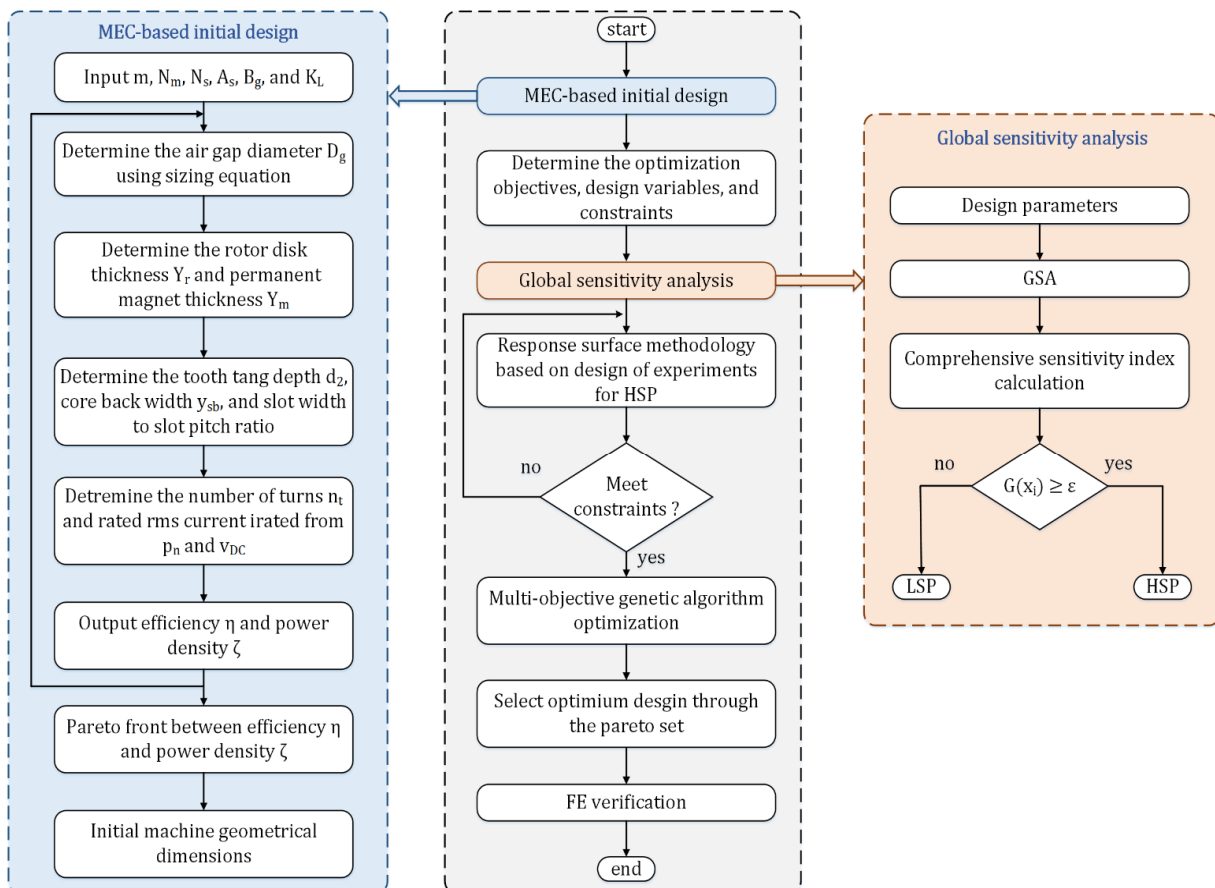 MEC-based initial design
Input m, Nm, Ns, As, Bg, and KL
Determine the air gap diameter Dg
using sizing equation
Determine the rotor disk
thickness Yr and permanent
magnet thickness Ym
Determine the tooth tang depth d2,
core back width ysb, and slot width
to slot pitch ratio
Detremine the number of turns nt
and rated rms current irated from
pn and vDC
Output efficiency η and power
density ζ
Pareto front between efficiency η
and power density ζ
Initial machine geometrical
dimensions
start
MEC-based initial design
Determine the optimization
objectives, design variables, and
constraints
Global sensitivity analysis
Response surface methodology
based on design of experiments
for HSP
no
Meet
constraints ?
yes
Multi-objective genetic algorithm
optimization
Select optimium desgin through
the pareto set
FE verification
end
Global sensitivity analysis
Design parameters
GSA
Comprehensive sensitivity index
calculation
no
yes
G(xi) ≥ ε
LSP
HSP